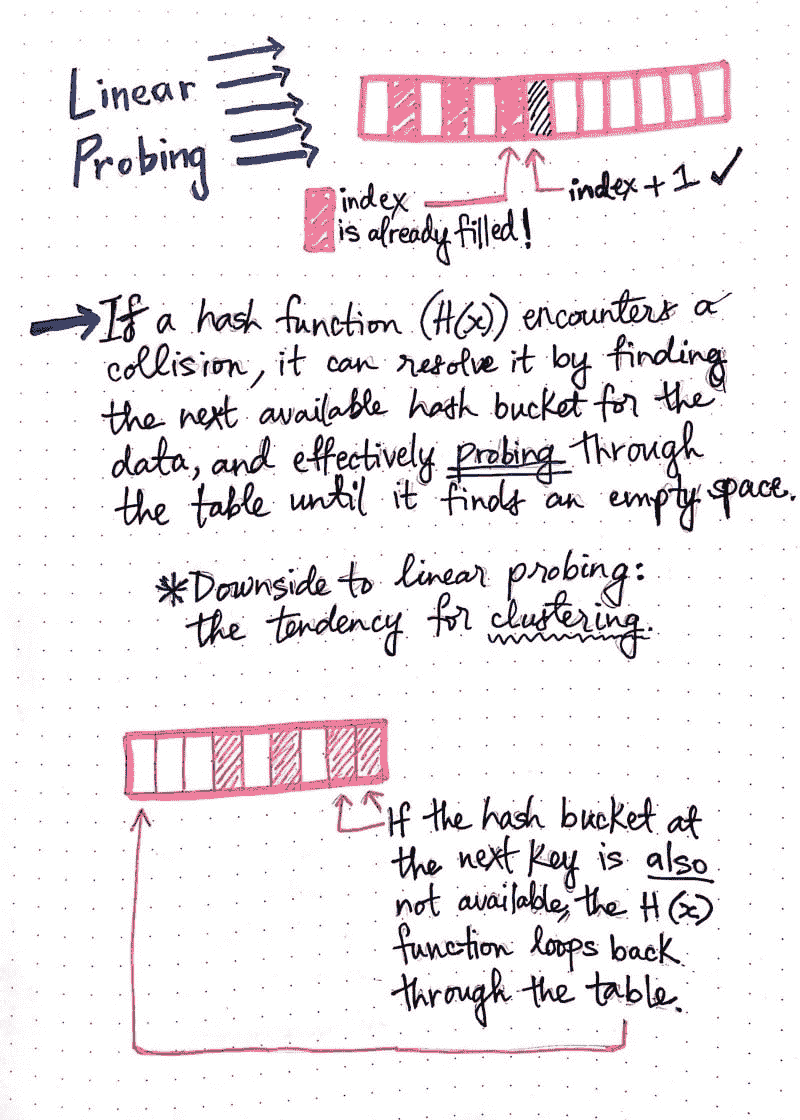 Linear
Probing
index + 1 ✓
index
is already filled!
If a hash function (H(x)) encounters a
collision, it can resolve it by finding
the next available hash bucket for the
data, and effectively probing through
the table until it finds an empty space.
*Downside to linear probing:
the tendency for clustering.
If the hash bucket at
the next key is also
not available, the H(x)
function loops back
through the table.